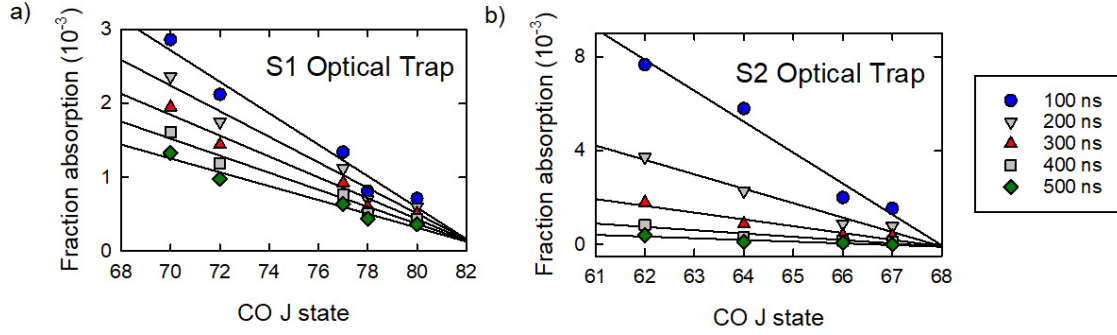 a)
Fraction absorption (10⁻³)
3
2
1
0
S1 Optical Trap
68 70 72 74 76 78 80 82
CO J state
b)
Fraction absorption (10⁻³)
8
4
0
S2 Optical Trap
61 62 63 64 65 66 67 68
CO J state
100 ns
200 ns
300 ns
400 ns
500 ns